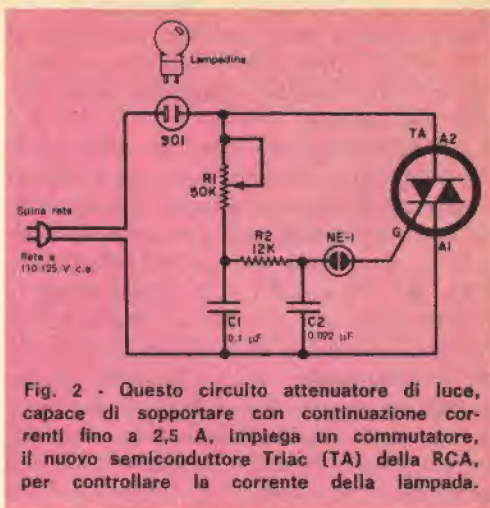 Lampadina
SO1
TA
A2
R1
50K
Spina rete
R2
12K
NE-1
G
A1
Rete a
110-125 V c.a.
C1
0,1 µF
C2
0,022 µF
Fig. 2 - Questo circuito attenuatore di luce,
capace di sopportare con continuazione cor-
renti fino a 2,5 A, impiega un commutatore,
il nuovo semiconduttore Triac (TA) della RCA,
per controllare la corrente della lampada.